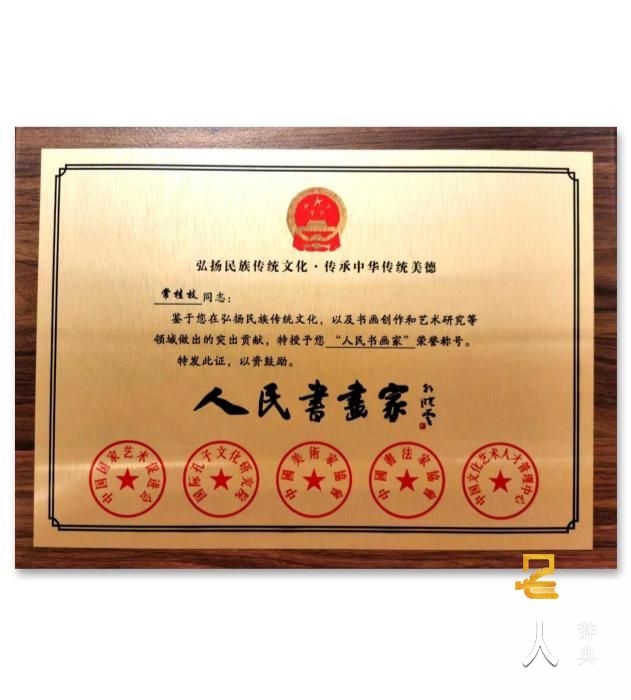 弘扬民族传统文化·传承中华传统美德
常桂枝同志：
鉴于您在弘扬民族传统文化，以及书画创作和艺术研究等
领域做出的突出贡献，特授予您“人民书画家”荣誉称号。
特发此证，以资鼓励。
人民書畫家
中国国家艺术促进会
国际孔子文化研究院
中國美術家協會
中國書法家協會
中国文化艺术人才管理中心
人
辞典